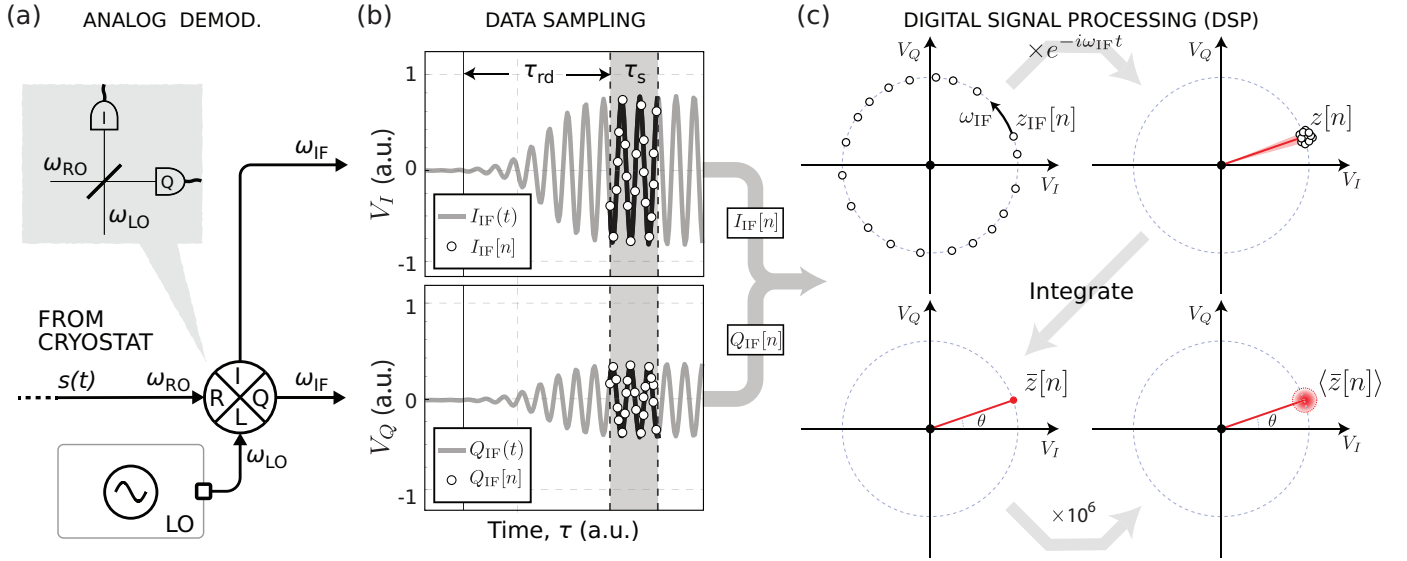 (a) ANALOG DEMOD.
I
ω_RO
Q
ω_LO
ω_IF
FROM
CRYOSTAT
s(t)
ω_RO
I
R Q
L
ω_IF
ω_LO
LO
(b) DATA SAMPLING
τ_rd
τ_s
1
0
-1
V_I (a.u.)
I_IF(t)
I_IF[n]
1
0
-1
V_Q (a.u.)
Q_IF(t)
Q_IF[n]
Time, τ (a.u.)
I_IF[n]
Q_IF[n]
(c) DIGITAL SIGNAL PROCESSING (DSP)
V_Q
ω_IF
z_IF[n]
V_I
×e^{-iω_IF t}
V_Q
z[n]
V_I
Integrate
V_Q
z̄[n]
θ
V_I
×10⁶
V_Q
⟨z̄[n]⟩
θ
V_I